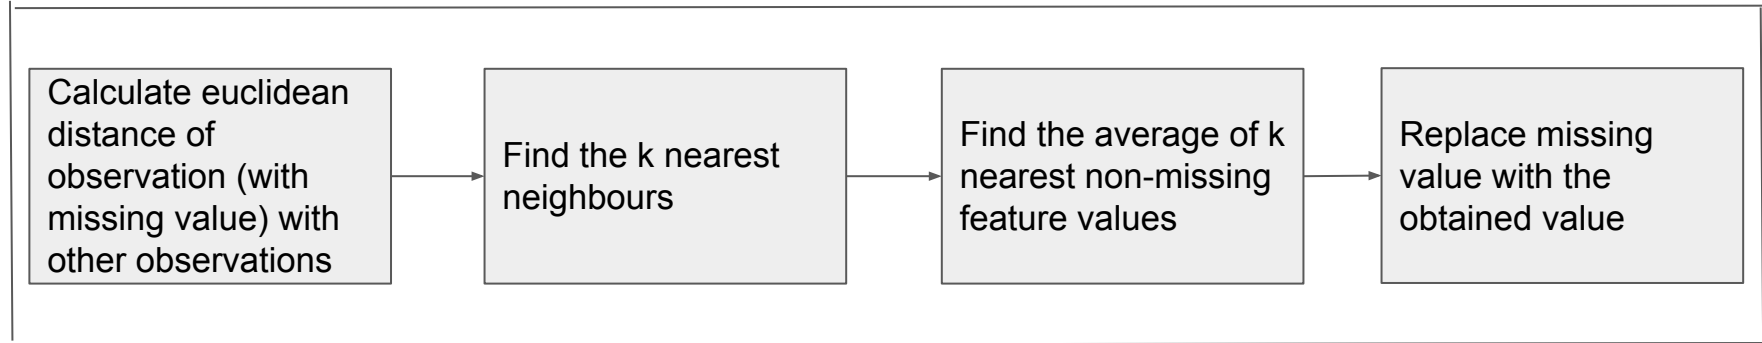 Calculate euclidean
distance of
observation (with
missing value) with
other observations
Find the k nearest
neighbours
Find the average of k
nearest non-missing
feature values
Replace missing
value with the
obtained value